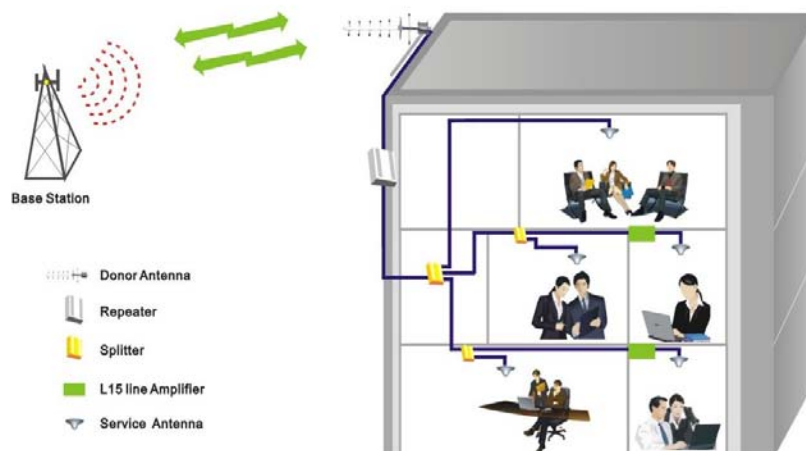 Base Station
Donor Antenna
Repeater
Splitter
L15 line Amplifier
Service Antenna